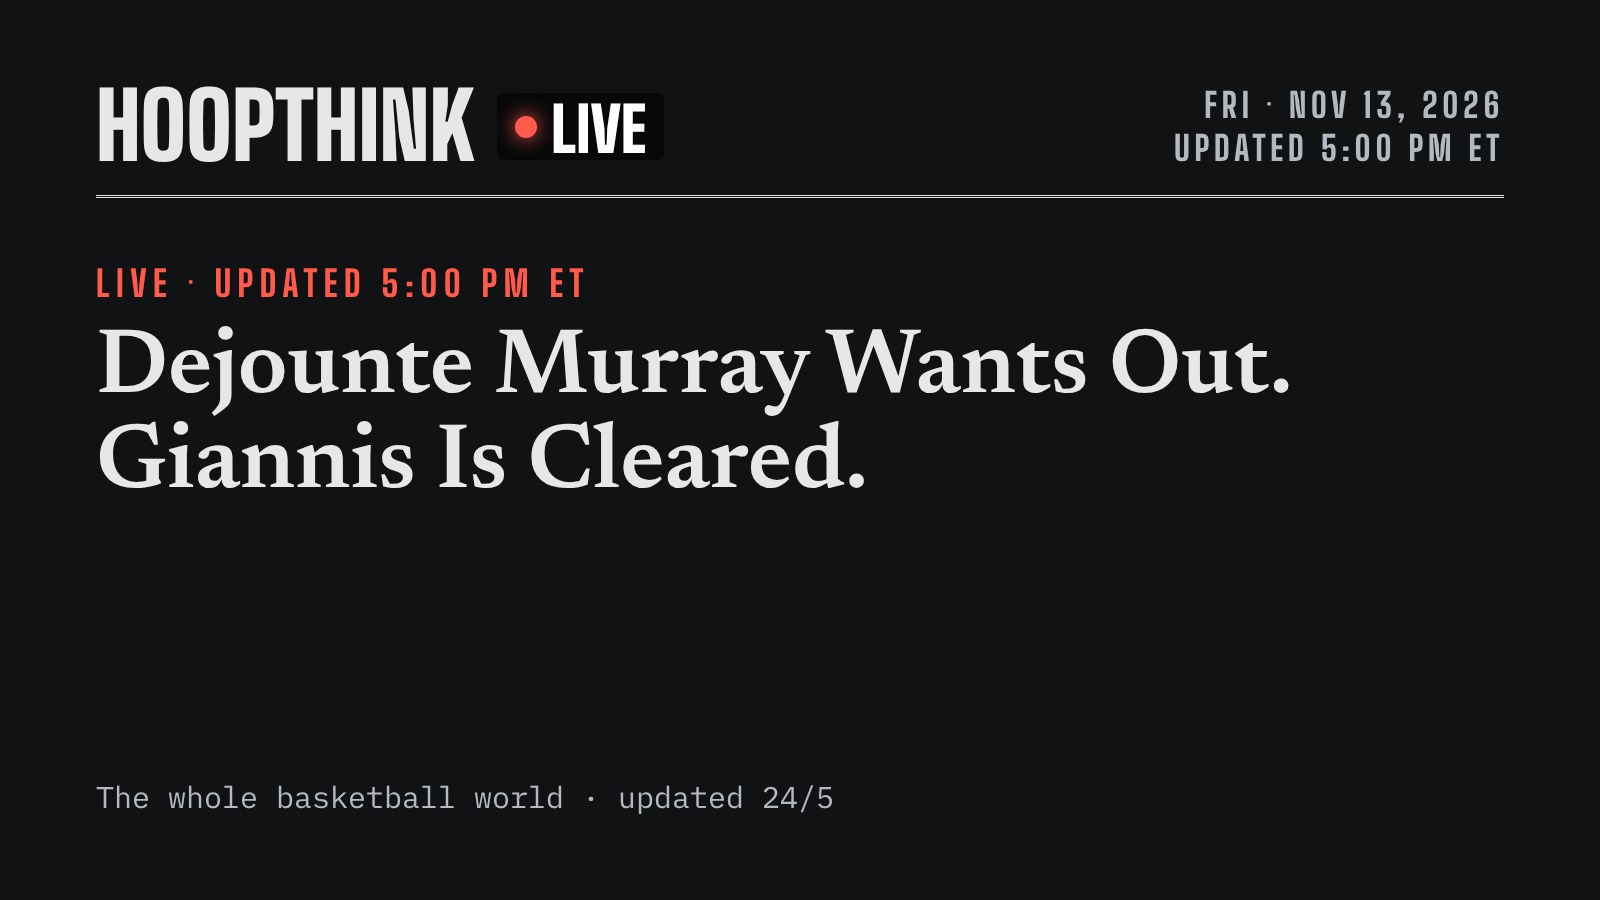 HOOPTHINK LIVE
FRI · NOV 13, 2026
UPDATED 5:00 PM ET
LIVE · UPDATED 5:00 PM ET
Dejounte Murray Wants Out.
Giannis Is Cleared.
The whole basketball world · updated 24/5